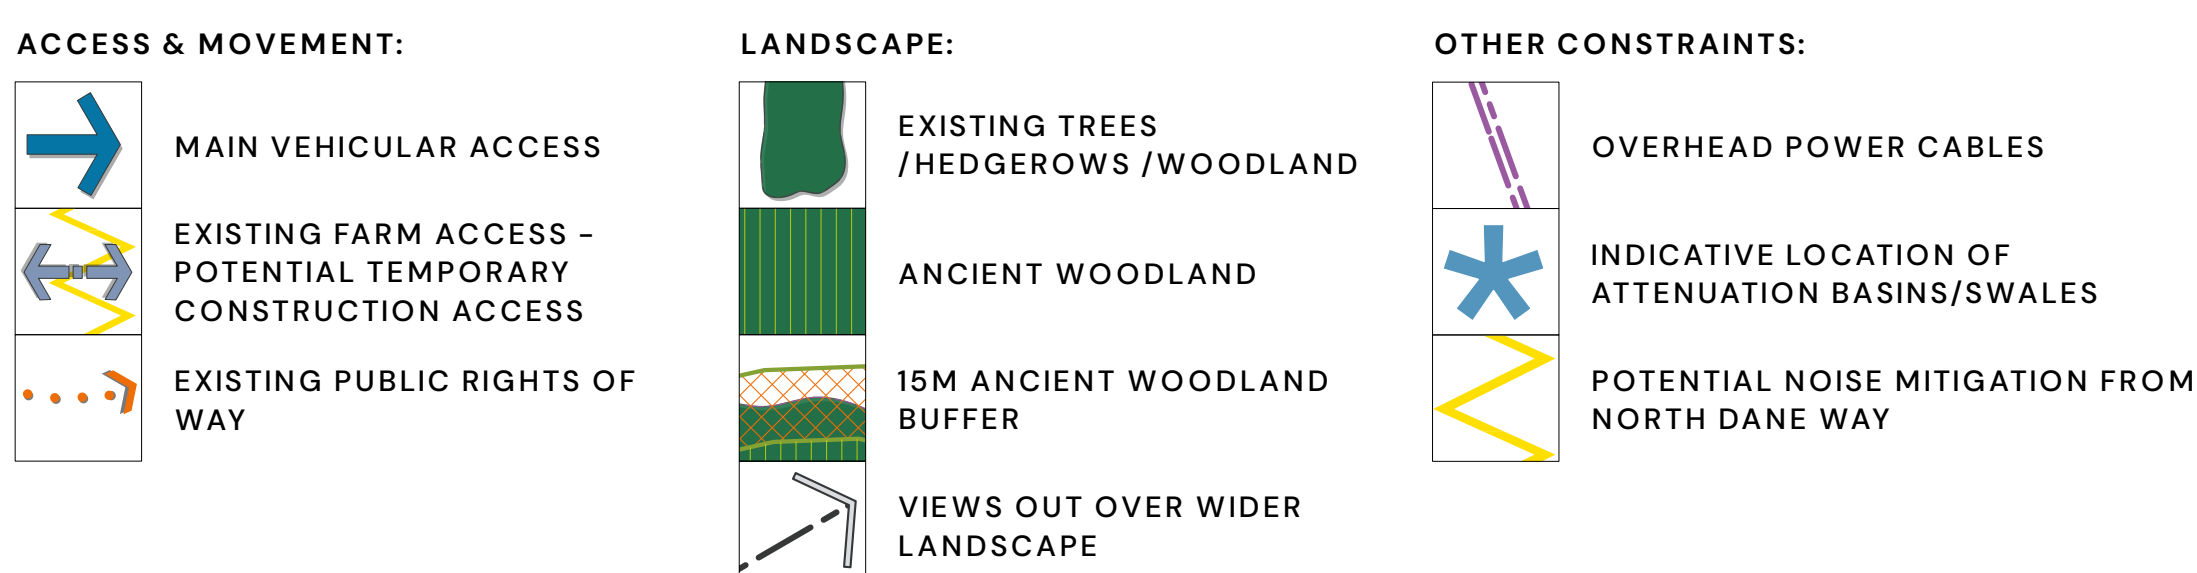 ACCESS & MOVEMENT:
MAIN VEHICULAR ACCESS
EXISTING FARM ACCESS –
POTENTIAL TEMPORARY
CONSTRUCTION ACCESS
EXISTING PUBLIC RIGHTS OF
WAY
LANDSCAPE:
EXISTING TREES
/HEDGEROWS /WOODLAND
ANCIENT WOODLAND
15M ANCIENT WOODLAND
BUFFER
VIEWS OUT OVER WIDER
LANDSCAPE
OTHER CONSTRAINTS:
OVERHEAD POWER CABLES
INDICATIVE LOCATION OF
ATTENUATION BASINS/SWALES
POTENTIAL NOISE MITIGATION FROM
NORTH DANE WAY